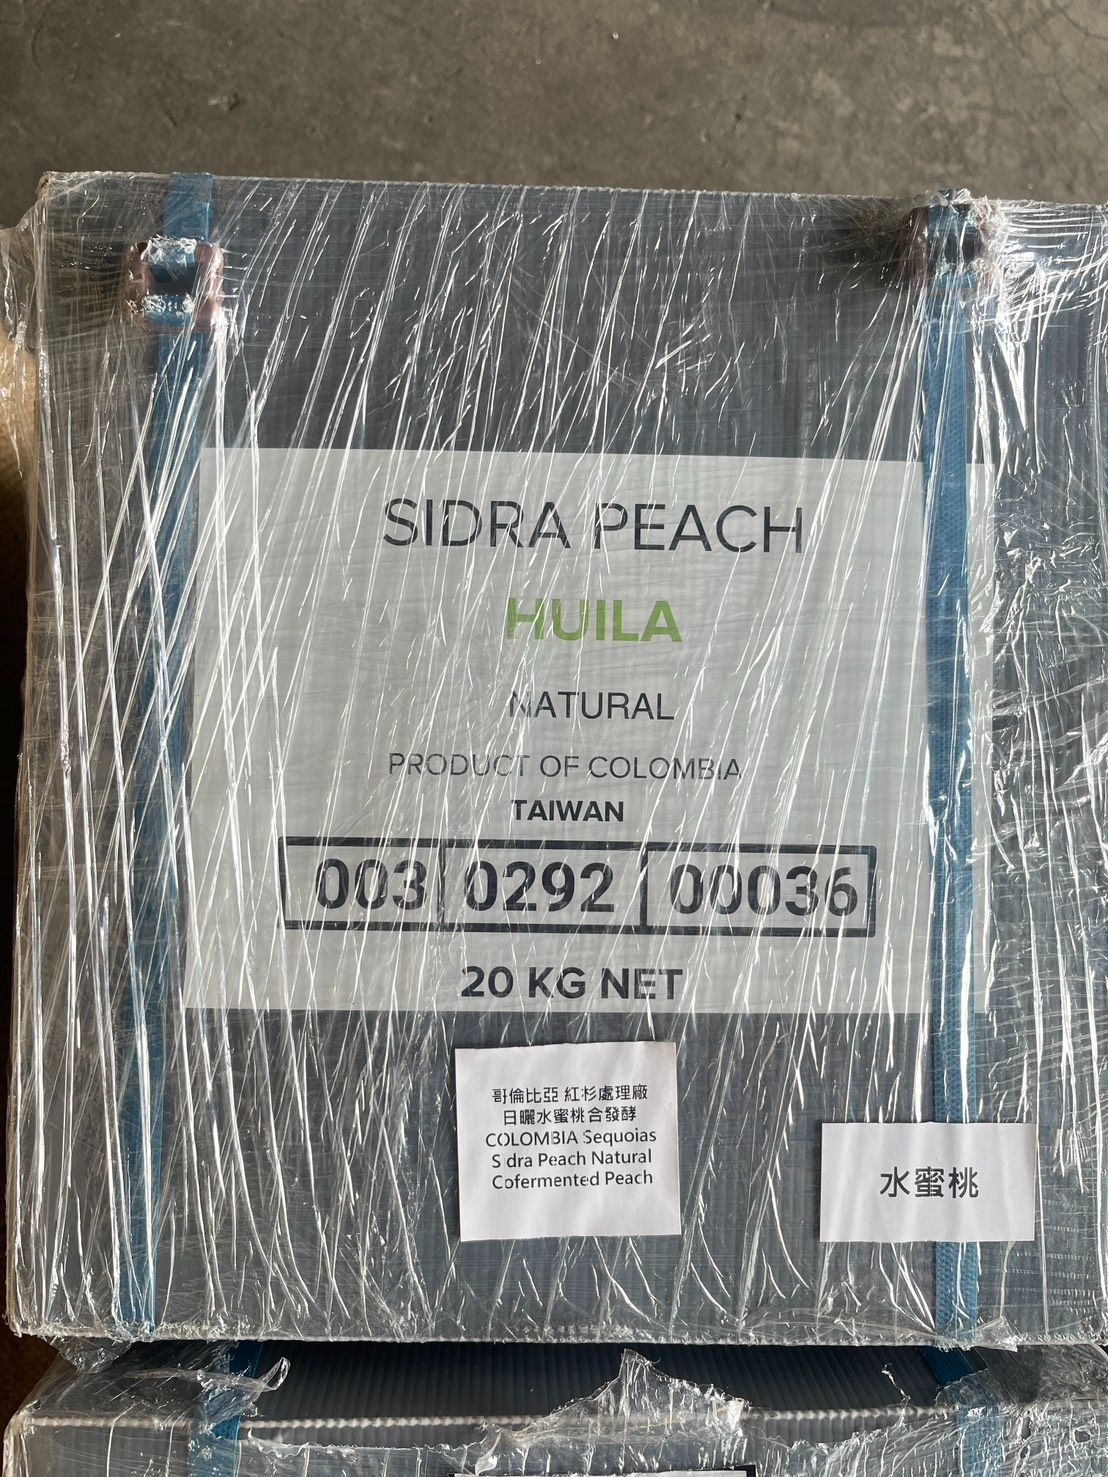 SIDRA PEACH
HUILA
NATURAL
PRODUCT OF COLOMBIA
TAIWAN
003 0292 00036
20 KG NET
哥倫比亞 紅杉處理廠
日曬水蜜桃合發酵
COLOMBIA Sequoias
Sidra Peach Natural
Cofermented Peach
水蜜桃